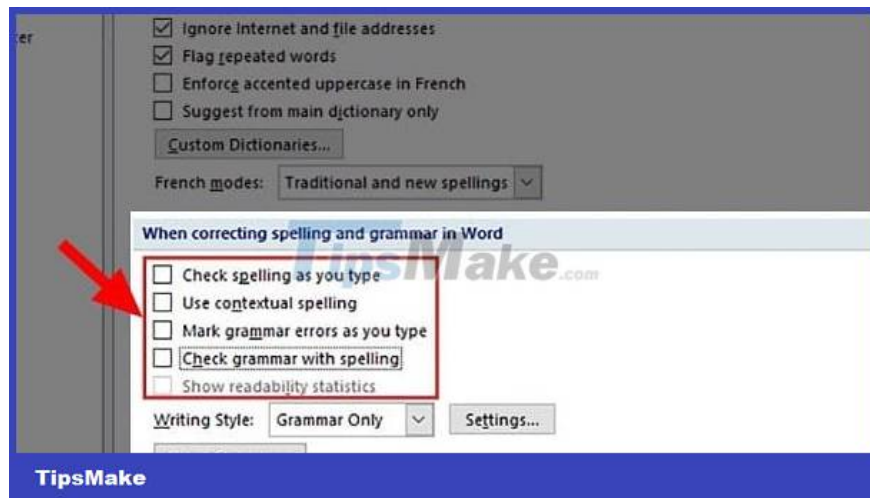 ter
Ignore Internet and file addresses
Flag repeated words
Enforce accented uppercase in French
Suggest from main dictionary only
Custom Dictionaries...
French modes: Traditional and new spellings
When correcting spelling and grammar in Word
TipsMake.com
Check spelling as you type
Use contextual spelling
Mark grammar errors as you type
Check grammar with spelling
Show readability statistics
Writing Style: Grammar Only Settings...
TipsMake